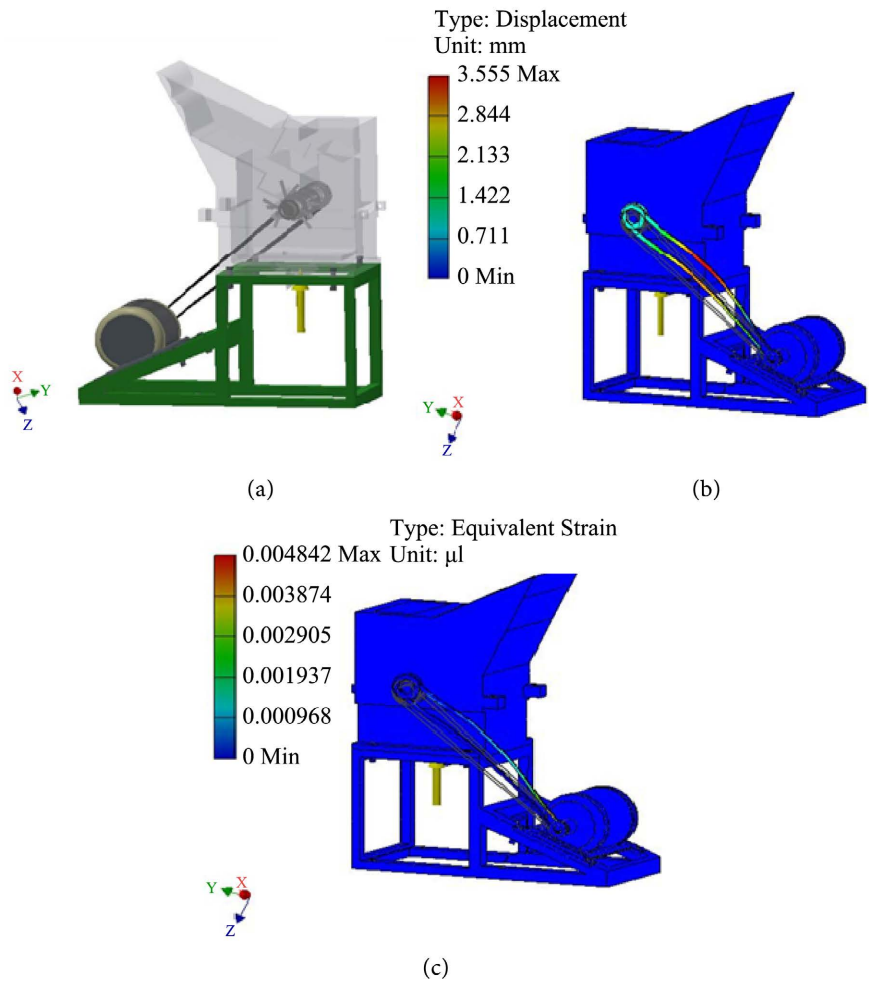 Type: Displacement
Unit: mm
3.555 Max
2.844
2.133
1.422
0.711
0 Min
X
Y
Z
Y
X
Z
(a)
(b)
Type: Equivalent Strain
Unit: µl
0.004842 Max
0.003874
0.002905
0.001937
0.000968
0 Min
Y
X
Z
(c)